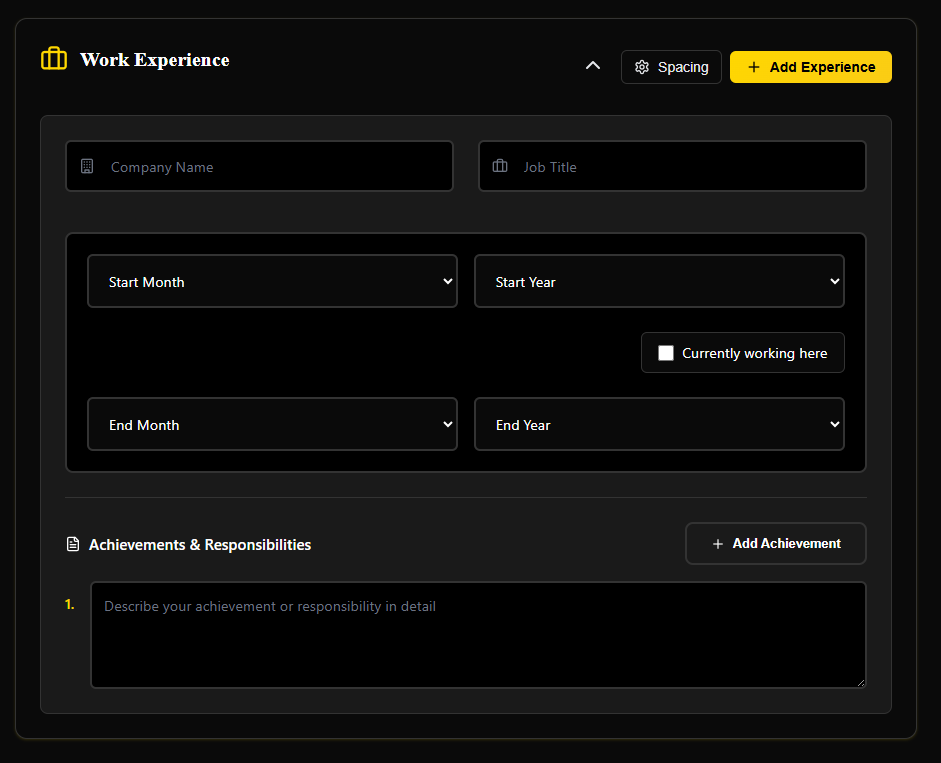 Work Experience
Spacing
Add Experience
Company Name
Job Title
Start Month
Start Year
Currently working here
End Month
End Year
Achievements & Responsibilities
Add Achievement
1.
Describe your achievement or responsibility in detail